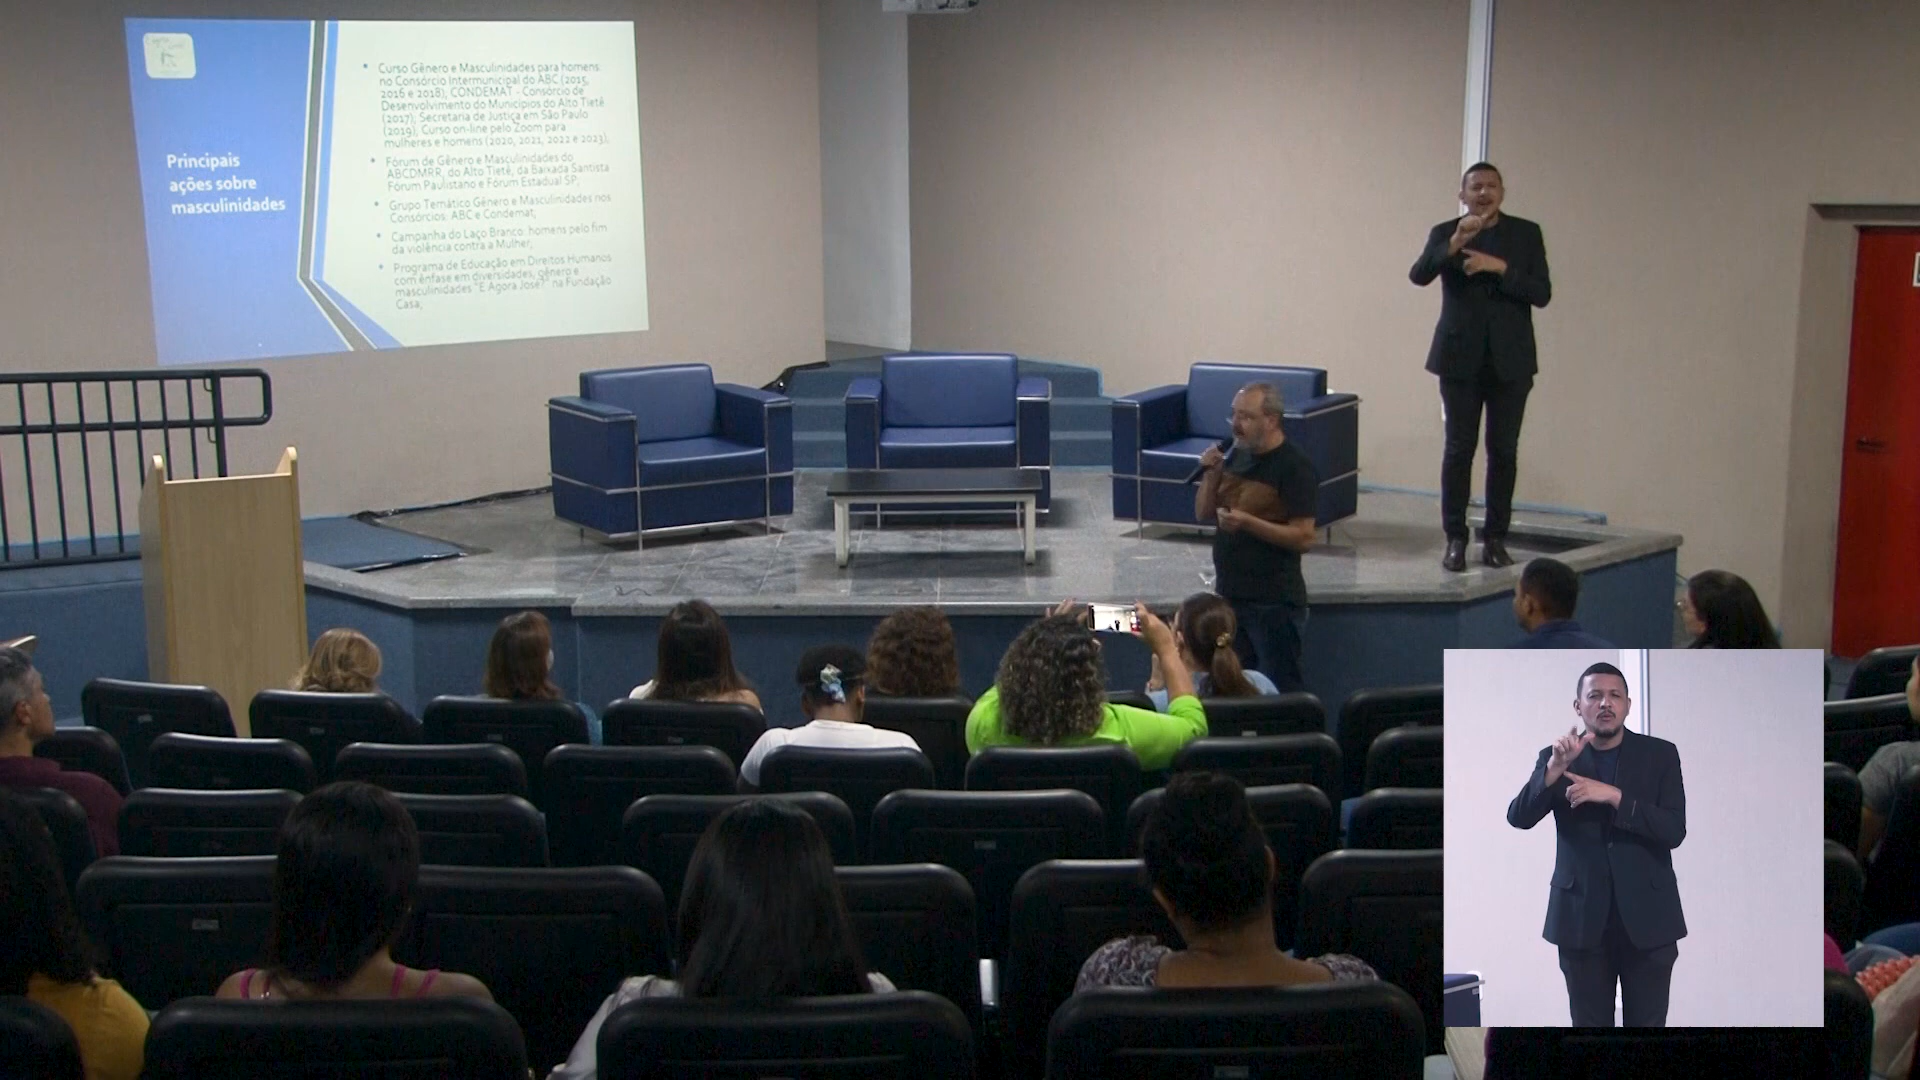 Principais
ações sobre
masculinidades
• Curso Gênero e Masculinidades para homens:
no Consórcio Intermunicipal do ABC (2015,
2016 e 2018); CONDEMAT - Consórcio de
Desenvolvimento do Municípios do Alto Tietê
(2017); Secretaria de Justiça em São Paulo
(2019), Curso on-line pelo Zoom para
mulheres e homens (2020, 2021, 2022 e 2023);
• Fórum de Gênero e Masculinidades do
ABCDMRR, do Alto Tietê, da Baixada Santista
Fórum Paulistano e Fórum Estadual SP;
• Grupo Temático Gênero e Masculinidades nos
Consórcios: ABC e Condemat;
• Campanha do Laço Branco: homens pelo fim
da violência contra a Mulher;
• Programa de Educação em Direitos Humanos
com ênfase em diversidades, gênero e
masculinidades "E Agora José?" na Fundação
Casa;